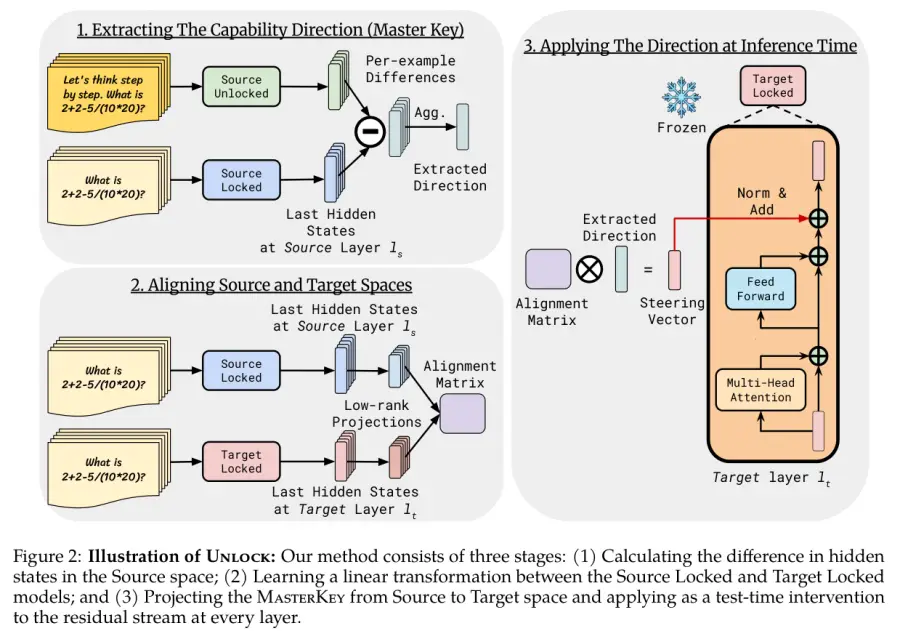 1. Extracting The Capability Direction (Master Key)
Let's think step
by step. What is
2+2-5/(10*20)?
Source
Unlocked
Per-example
Differences
Agg.
Extracted
Direction
What is
2+2-5/(10*20)?
Source
Locked
Last Hidden
States
at Source Layer ls
2. Aligning Source and Target Spaces
Last Hidden States
at Source Layer ls
What is
2+2-5/(10*20)?
Source
Locked
Alignment
Matrix
Low-rank
Projections
What is
2+2-5/(10*20)?
Target
Locked
Last Hidden States
at Target Layer lt
3. Applying The Direction at Inference Time
Target
Locked
Frozen
Norm &
Add
Extracted
Direction
=
Alignment
Matrix
Steering
Vector
Feed
Forward
Multi-Head
Attention
Target layer lt
Figure 2: Illustration of UNLOCK: Our method consists of three stages: (1) Calculating the difference in hidden
states in the Source space; (2) Learning a linear transformation between the Source Locked and Target Locked
models; and (3) Projecting the MASTERKEY from Source to Target space and applying as a test-time intervention
to the residual stream at every layer.